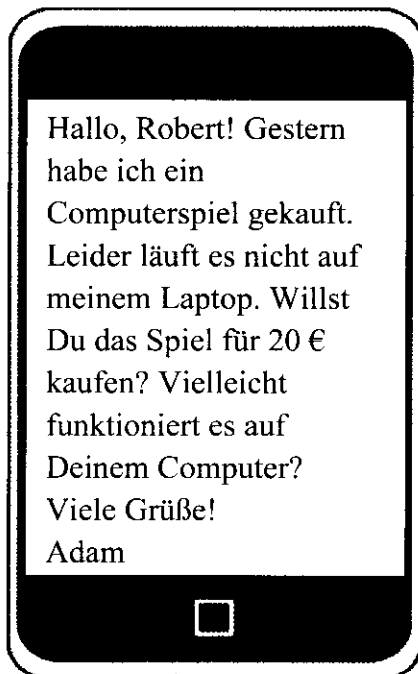 Hallo, Robert! Gestern
habe ich ein
Computerspiel gekauft.
Leider läuft es nicht auf
meinem Laptop. Willst
Du das Spiel für 20 €
kaufen? Vielleicht
funktioniert es auf
Deinem Computer?
Viele Grüße!
Adam